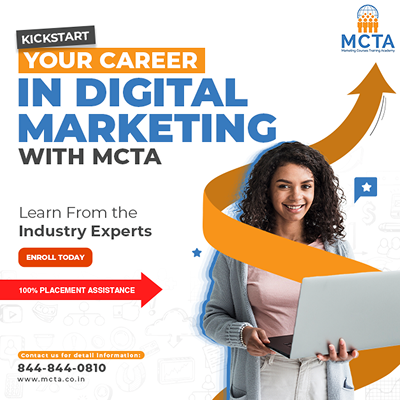 MCTA
Marketing Courses Training Academy
KICKSTART
YOUR CAREER
IN DIGITAL
MARKETING
WITH MCTA
Learn From the
Industry Experts
ENROLL TODAY
100% PLACEMENT ASSISTANCE
Contact us for detail information:
844-844-0810
www.mcta.co.in